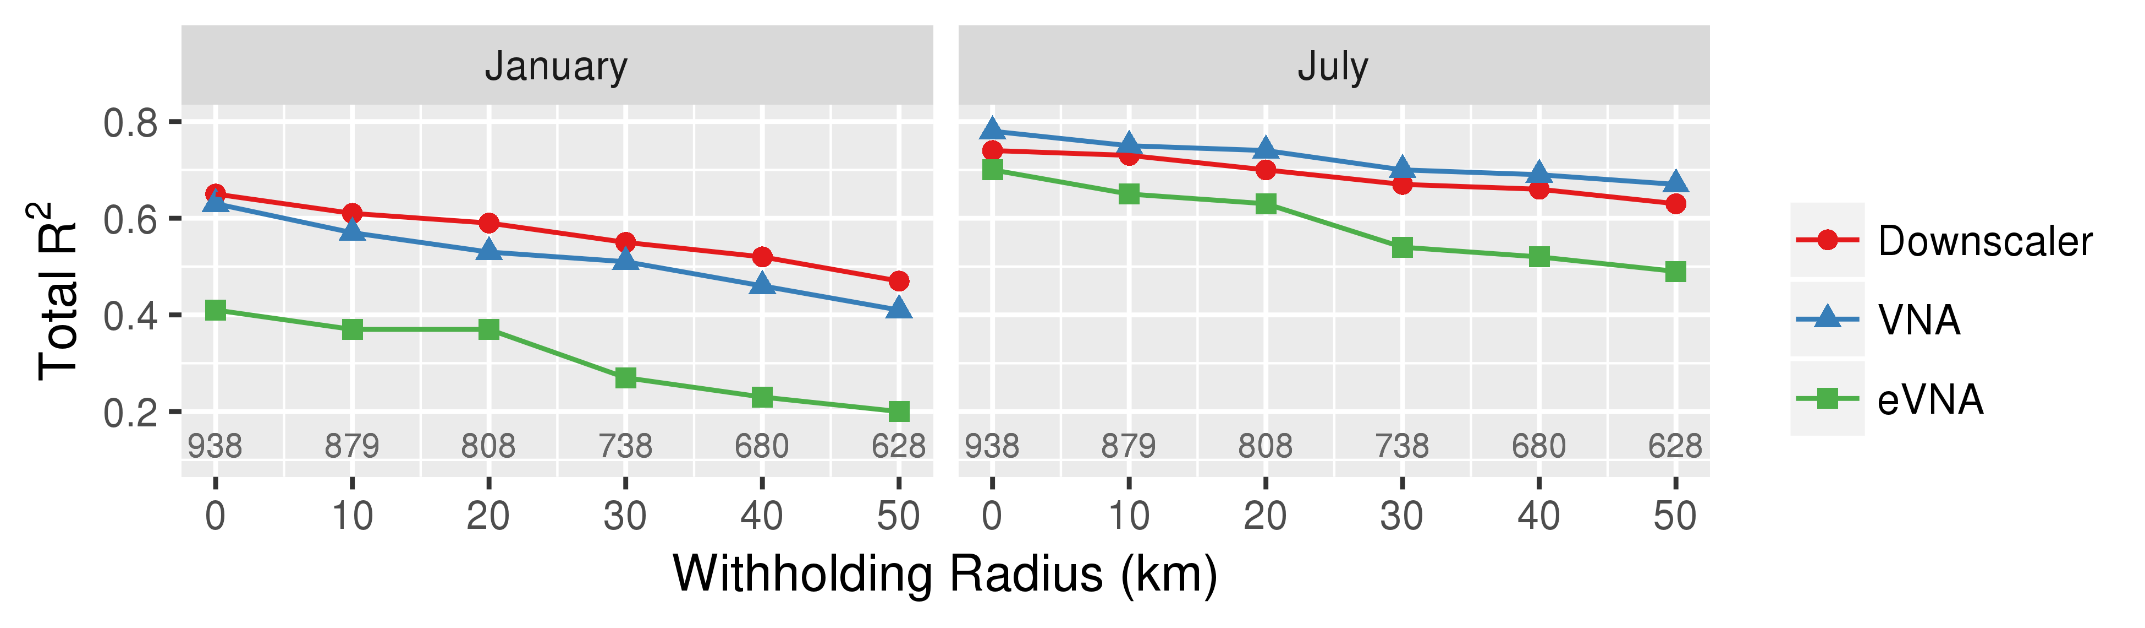 January July
0.8
0.6
0.4
0.2
Total R²
938 879 808 738 680 628 938 879 808 738 680 628
0 10 20 30 40 50 0 10 20 30 40 50
Withholding Radius (km)
Downscaler
VNA
eVNA